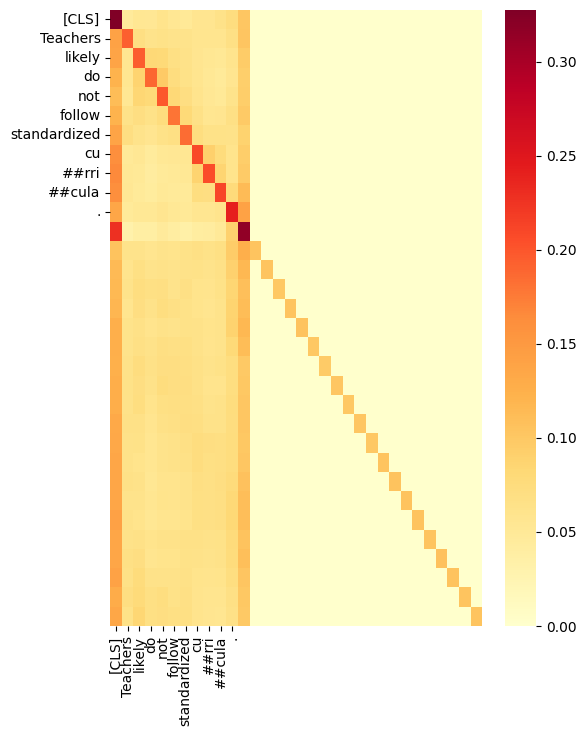 [CLS]
Teachers
likely
do
not
follow
standardized
cu
##rri
##cula
.
[CLS]
Teachers
likely
do
not
follow
standardized
cu
##rri
##cula
.
0.30
0.25
0.20
0.15
0.10
0.05
0.00